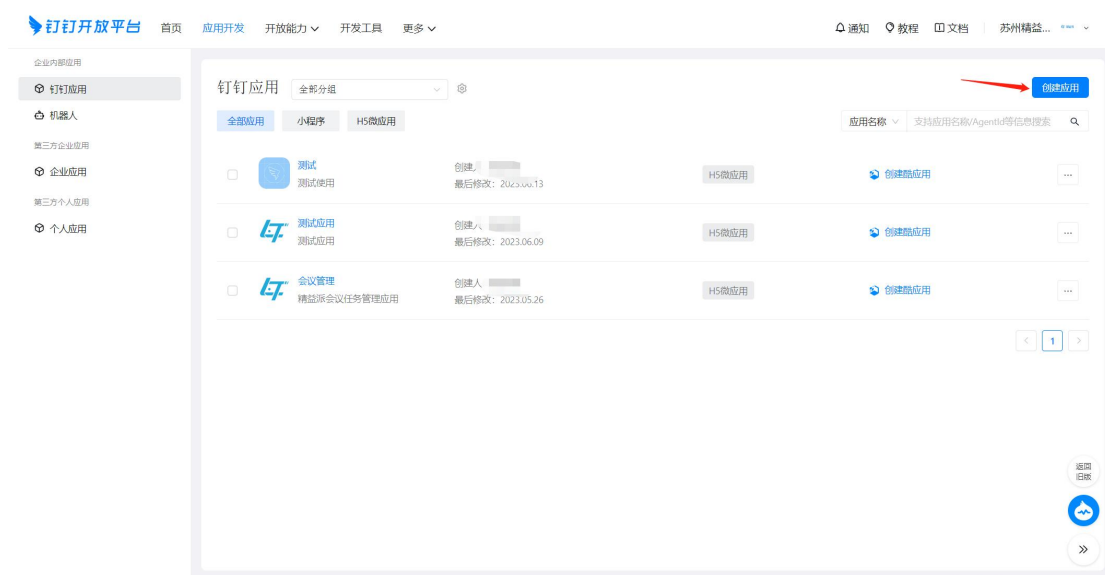 钉钉开放平台 首页 应用开发 开放能力 开发工具 更多 通知 教程 文档 苏州精益...
企业内部应用
钉钉应用
机器人
第三方企业应用
企业应用
第三方个人应用
个人应用
钉钉应用 全部分组 创建应用
全部应用 小程序 H5微应用 应用名称 支持应用名称/AgentId等信息搜索
测试 创建人 H5微应用 创建酷应用 ...
测试使用 最后修改: 2023.06.13
测试应用 创建人 H5微应用 创建酷应用 ...
测试应用 最后修改: 2023.06.09
会议管理 创建人 H5微应用 创建酷应用 ...
精益派会议任务管理应用 最后修改: 2023.05.26
< 1 >
返回
旧版